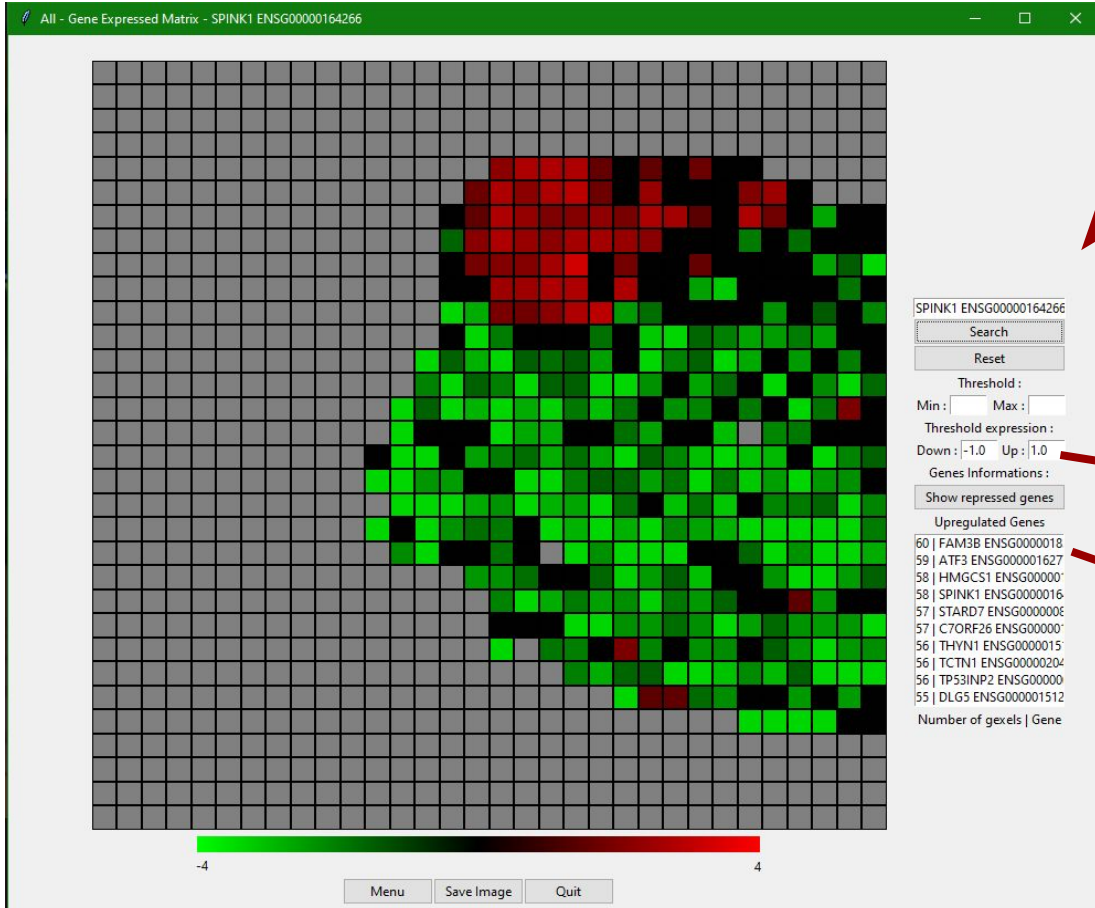 All - Gene Expressed Matrix - SPINK1 ENSG00000164266
SPINK1 ENSG00000164266
Search
Reset
Threshold :
Min : Max :
Threshold expression :
Down : -1.0 Up : 1.0
Genes Informations :
Show repressed genes
Upregulated Genes
60 | FAM3B ENSG0000018
59 | ATF3 ENSG000001627
58 | HMGCS1 ENSG00000
58 | SPINK1 ENSG0000016
57 | STARD7 ENSG0000008
57 | C7ORF26 ENSG00000
56 | THYN1 ENSG0000015
56 | TCTN1 ENSG00000204
56 | TP53INP2 ENSG00000
55 | DLG5 ENSG000001512
Number of gexels | Gene
-4 4
Menu Save Image Quit